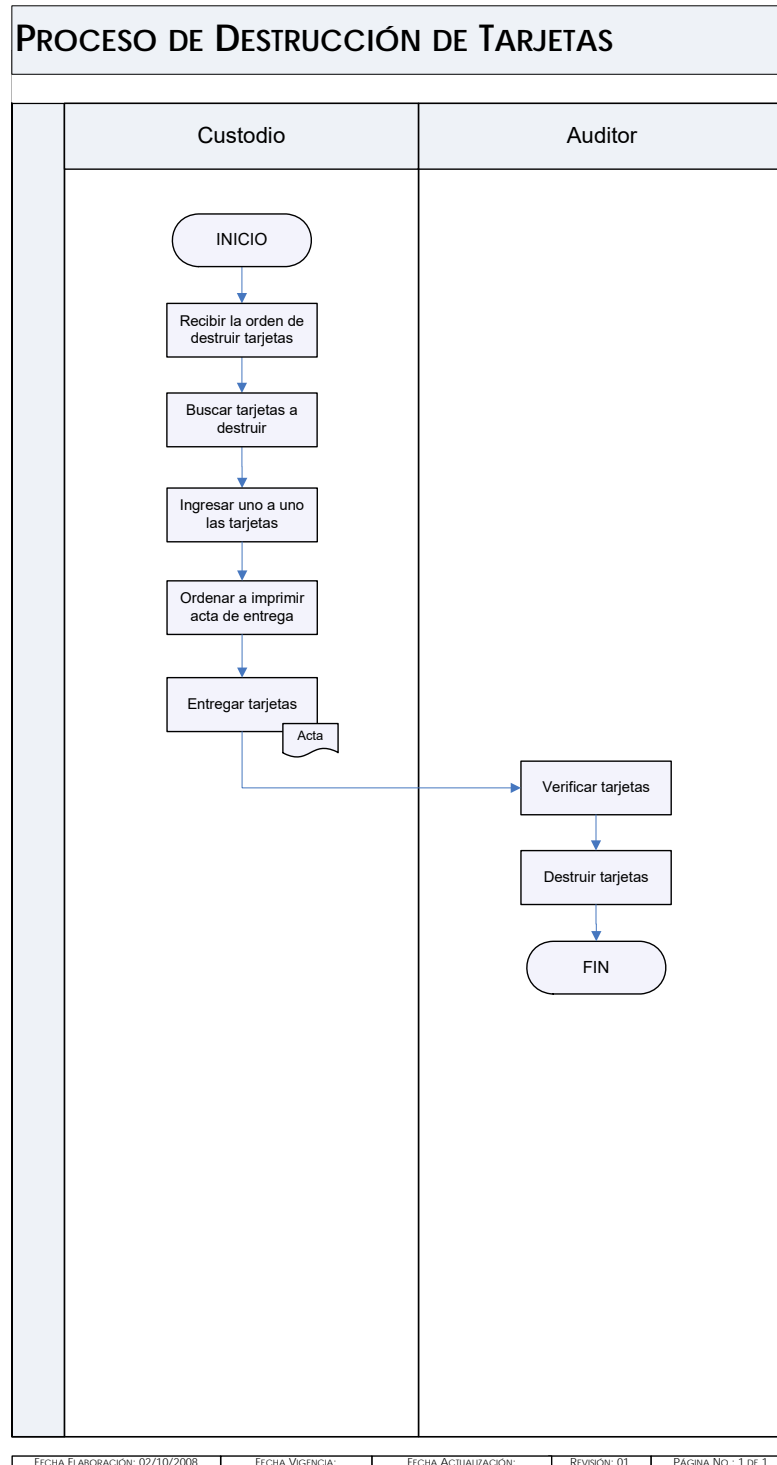 PROCESO DE DESTRUCCIÓN DE TARJETAS
Custodio
Auditor
INICIO
Recibir la orden de
destruir tarjetas
Buscar tarjetas a
destruir
Ingresar uno a uno
las tarjetas
Ordenar a imprimir
acta de entrega
Entregar tarjetas
Acta
Verificar tarjetas
Destruir tarjetas
FIN
FECHA ELABORACIÓN: 02/10/2008
FECHA VIGENCIA:
FECHA ACTUALIZACIÓN:
REVISIÓN: 01
PÁGINA NO.: 1 DE 1